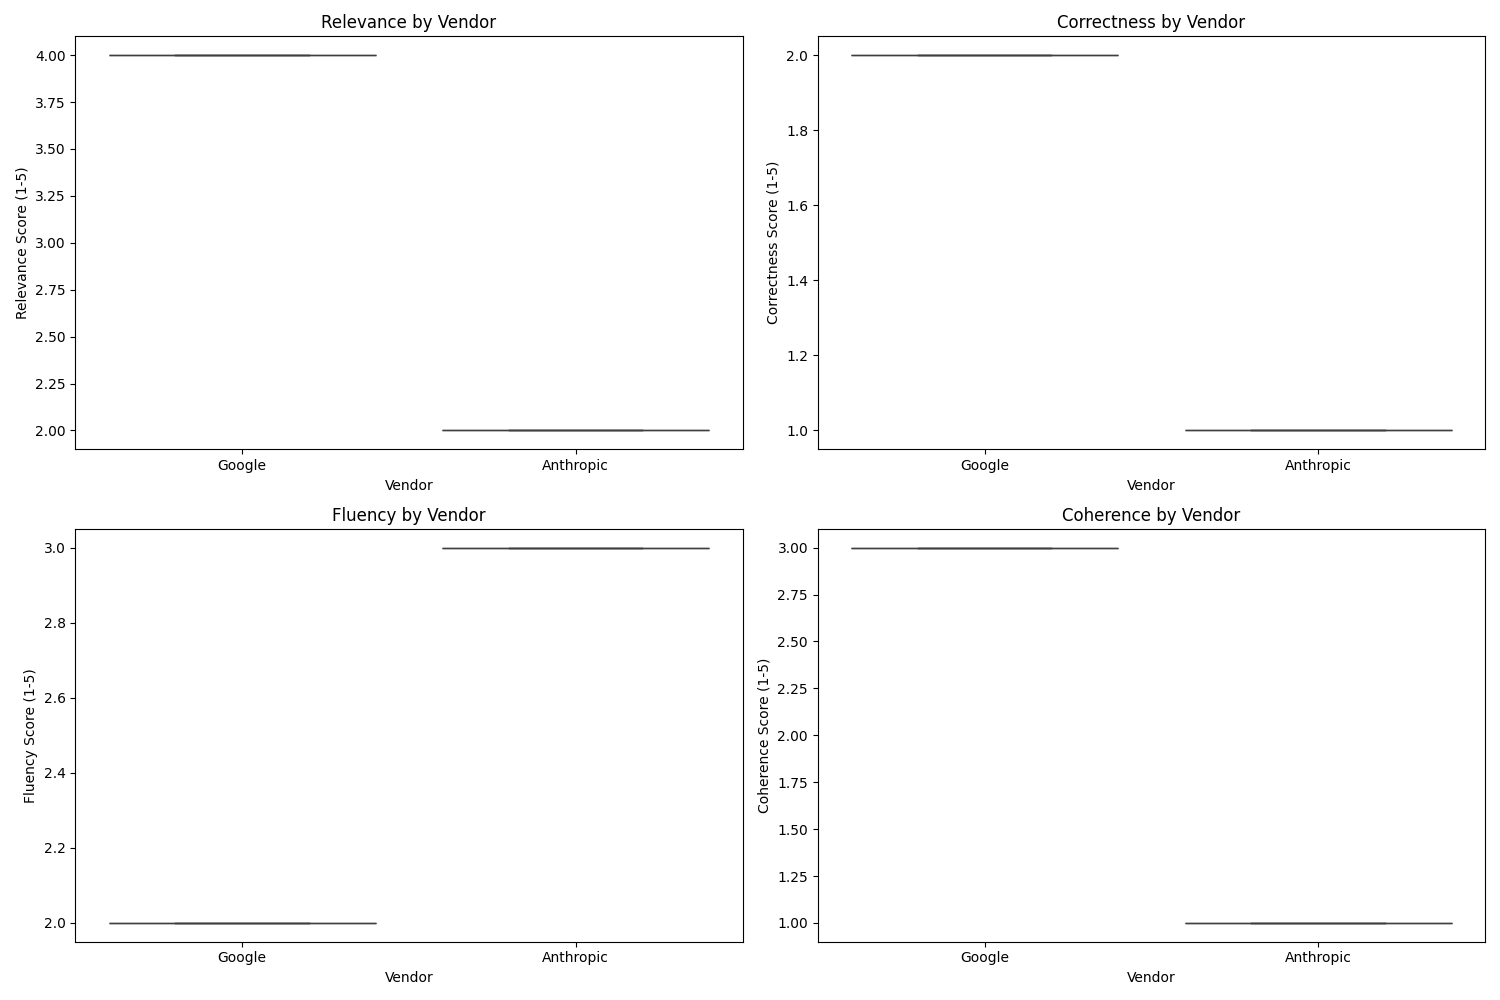 Relevance by Vendor
4.00
3.75
3.50
3.25
3.00
2.75
2.50
2.25
2.00
Relevance Score (1-5)
Google
Anthropic
Vendor
Correctness by Vendor
2.0
1.8
1.6
1.4
1.2
1.0
Correctness Score (1-5)
Google
Anthropic
Vendor
Fluency by Vendor
3.0
2.8
2.6
2.4
2.2
2.0
Fluency Score (1-5)
Google
Anthropic
Vendor
Coherence by Vendor
3.00
2.75
2.50
2.25
2.00
1.75
1.50
1.25
1.00
Coherence Score (1-5)
Google
Anthropic
Vendor